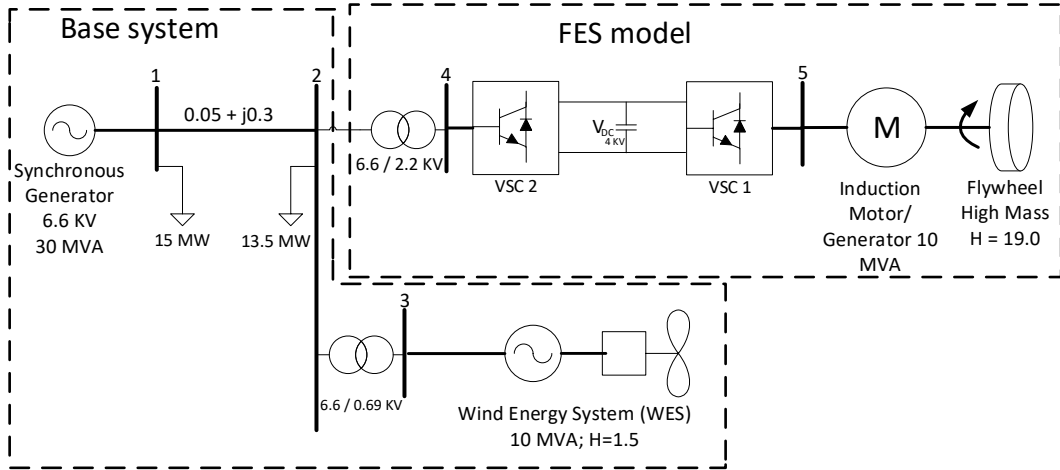 Base system
FES model
1
2
4
5
0.05 + j0.3
6.6 / 2.2 KV
VSC 2
V_DC
4 KV
VSC 1
M
Synchronous
Generator
6.6 KV
30 MVA
15 MW
13.5 MW
Induction
Motor/
Generator 10
MVA
Flywheel
High Mass
H = 19.0
3
6.6 / 0.69 KV
Wind Energy System (WES)
10 MVA; H=1.5